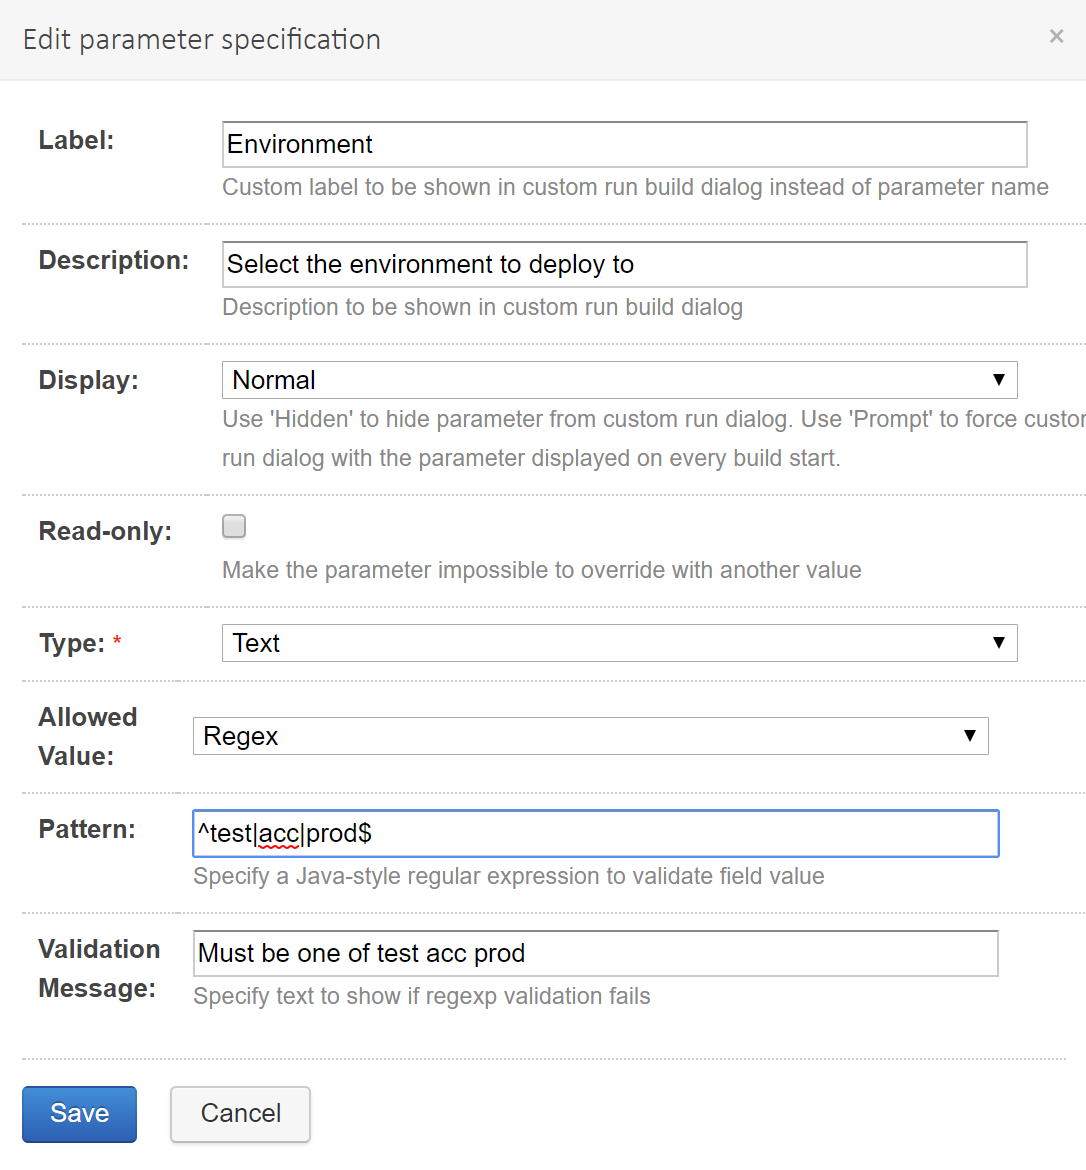 Edit parameter specification
×
Label:
Environment
Custom label to be shown in custom run build dialog instead of parameter name
Description:
Select the environment to deploy to
Description to be shown in custom run build dialog
Display:
Normal
Use 'Hidden' to hide parameter from custom run dialog. Use 'Prompt' to force custor
run dialog with the parameter displayed on every build start.
Read-only:
Make the parameter impossible to override with another value
Type: *
Text
Allowed
Value:
Regex
Pattern:
^test|acc|prod$
Specify a Java-style regular expression to validate field value
Validation
Message:
Must be one of test acc prod
Specify text to show if regexp validation fails
Save
Cancel